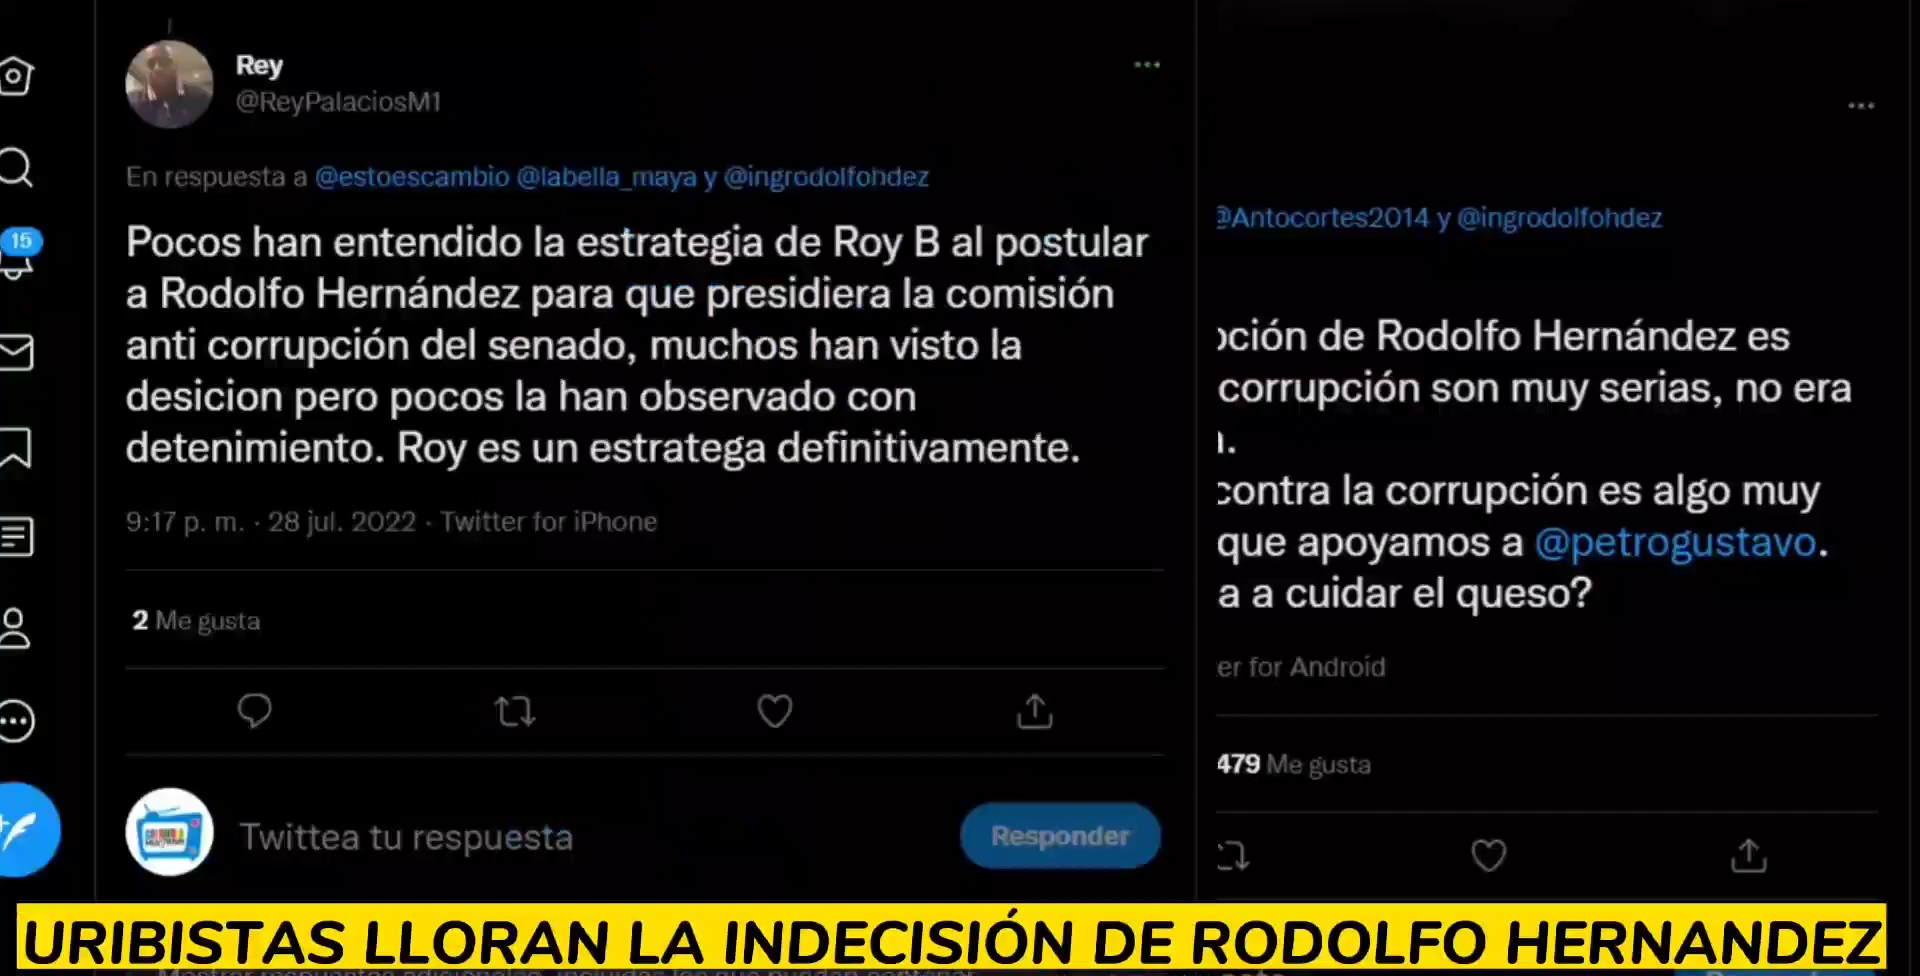 Rey
@ReyPalaciosM1
En respuesta a @estoescambio @labella_maya y @ingrodolfohdez
Pocos han entendido la estrategia de Roy B al postular
a Rodolfo Hernández para que presidiera la comisión
anti corrupción del senado, muchos han visto la
desicion pero pocos la han observado con
detenimiento. Roy es un estratega definitivamente.
9:17 p. m. · 28 jul. 2022 · Twitter for iPhone
2 Me gusta
Twittea tu respuesta
Responder
15
@Antocortes2014 y @ingrodolfohdez
ción de Rodolfo Hernández es
corrupción son muy serias, no era
.
contra la corrupción es algo muy
que apoyamos a @petrogustavo.
a a cuidar el queso?
er for Android
479 Me gusta
URIBISTAS LLORAN LA INDECISIÓN DE RODOLFO HERNANDEZ